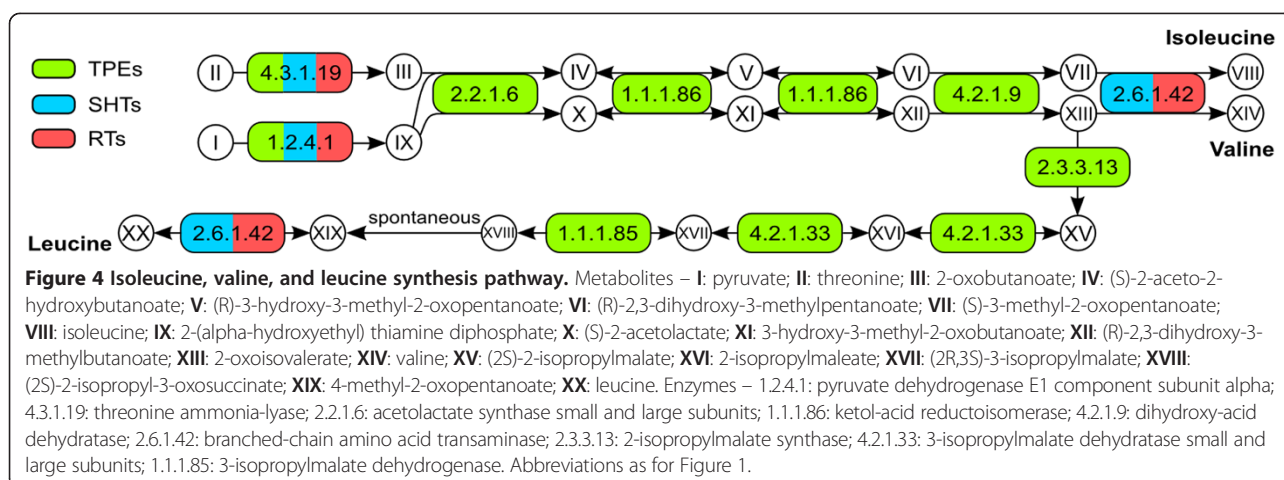 Isoleucine
TPEs
SHTs
RTs
II 4.3.1.19 III IV V VI VII VIII
2.2.1.6 1.1.1.86 1.1.1.86 4.2.1.9 2.6.1.42
I 1.2.4.1 IX X XI XII XIII XIV
Valine
2.3.3.13
Leucine XX 2.6.1.42 XIX spontaneous XVIII 1.1.1.85 XVII 4.2.1.33 XVI 4.2.1.33 XV
Figure 4 Isoleucine, valine, and leucine synthesis pathway. Metabolites – I: pyruvate; II: threonine; III: 2-oxobutanoate; IV: (S)-2-aceto-2-
hydroxybutanoate; V: (R)-3-hydroxy-3-methyl-2-oxopentanoate; VI: (R)-2,3-dihydroxy-3-methylpentanoate; VII: (S)-3-methyl-2-oxopentanoate;
VIII: isoleucine; IX: 2-(alpha-hydroxyethyl) thiamine diphosphate; X: (S)-2-acetolactate; XI: 3-hydroxy-3-methyl-2-oxobutanoate; XII: (R)-2,3-dihydroxy-3-
methylbutanoate; XIII: 2-oxoisovalerate; XIV: valine; XV: (2S)-2-isopropylmalate; XVI: 2-isopropylmaleate; XVII: (2R,3S)-3-isopropylmalate; XVIII:
(2S)-2-isopropyl-3-oxosuccinate; XIX: 4-methyl-2-oxopentanoate; XX: leucine. Enzymes – 1.2.4.1: pyruvate dehydrogenase E1 component subunit alpha;
4.3.1.19: threonine ammonia-lyase; 2.2.1.6: acetolactate synthase small and large subunits; 1.1.1.86: ketol-acid reductoisomerase; 4.2.1.9: dihydroxy-acid
dehydratase; 2.6.1.42: branched-chain amino acid transaminase; 2.3.3.13: 2-isopropylmalate synthase; 4.2.1.33: 3-isopropylmalate dehydratase small and
large subunits; 1.1.1.85: 3-isopropylmalate dehydrogenase. Abbreviations as for Figure 1.